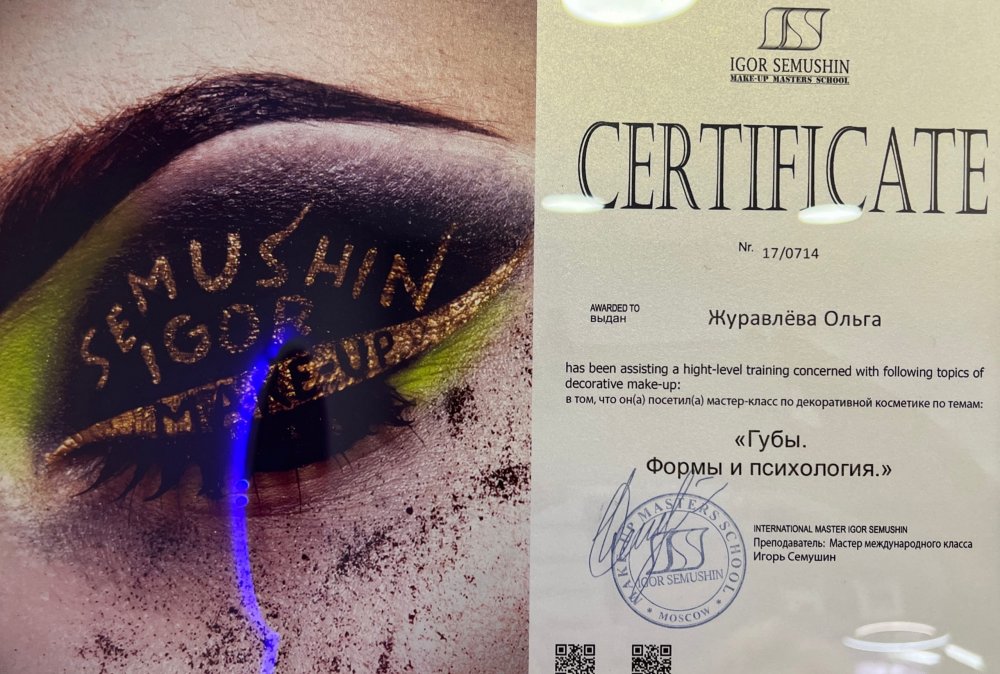 SEMUSHIN
IGOR
MAKE-UP
IGOR SEMUSHIN
MAKE-UP MASTERS SCHOOL
CERTIFICATE
Nr. 17/0714
AWARDED TO
выдан
Журавлёва Ольга
has been assisting a hight-level training concerned with following topics of
decorative make-up:
в том, что он(а) посетил(а) мастер-класс по декоративной косметике по темам:
«Губы.
Формы и психология.»
INTERNATIONAL MASTER IGOR SEMUSHIN
Преподаватель: Мастер международного класса
Игорь Семушин
MAKE-UP MASTERS SCHOOL
IGOR SEMUSHIN
* MOSCOW *